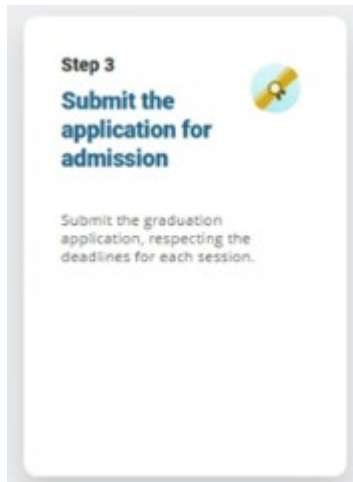 Step 3
Submit the
application for
admission
Submit the graduation
application, respecting the
deadlines for each session.